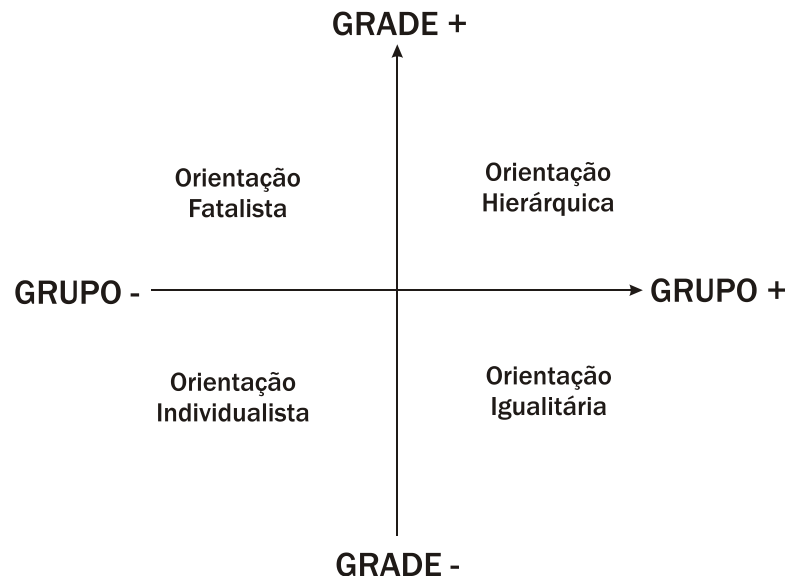 GRADE +
Orientação
Fatalista
Orientação
Hierárquica
GRUPO -
GRUPO +
Orientação
Individualista
Orientação
Igualitária
GRADE -